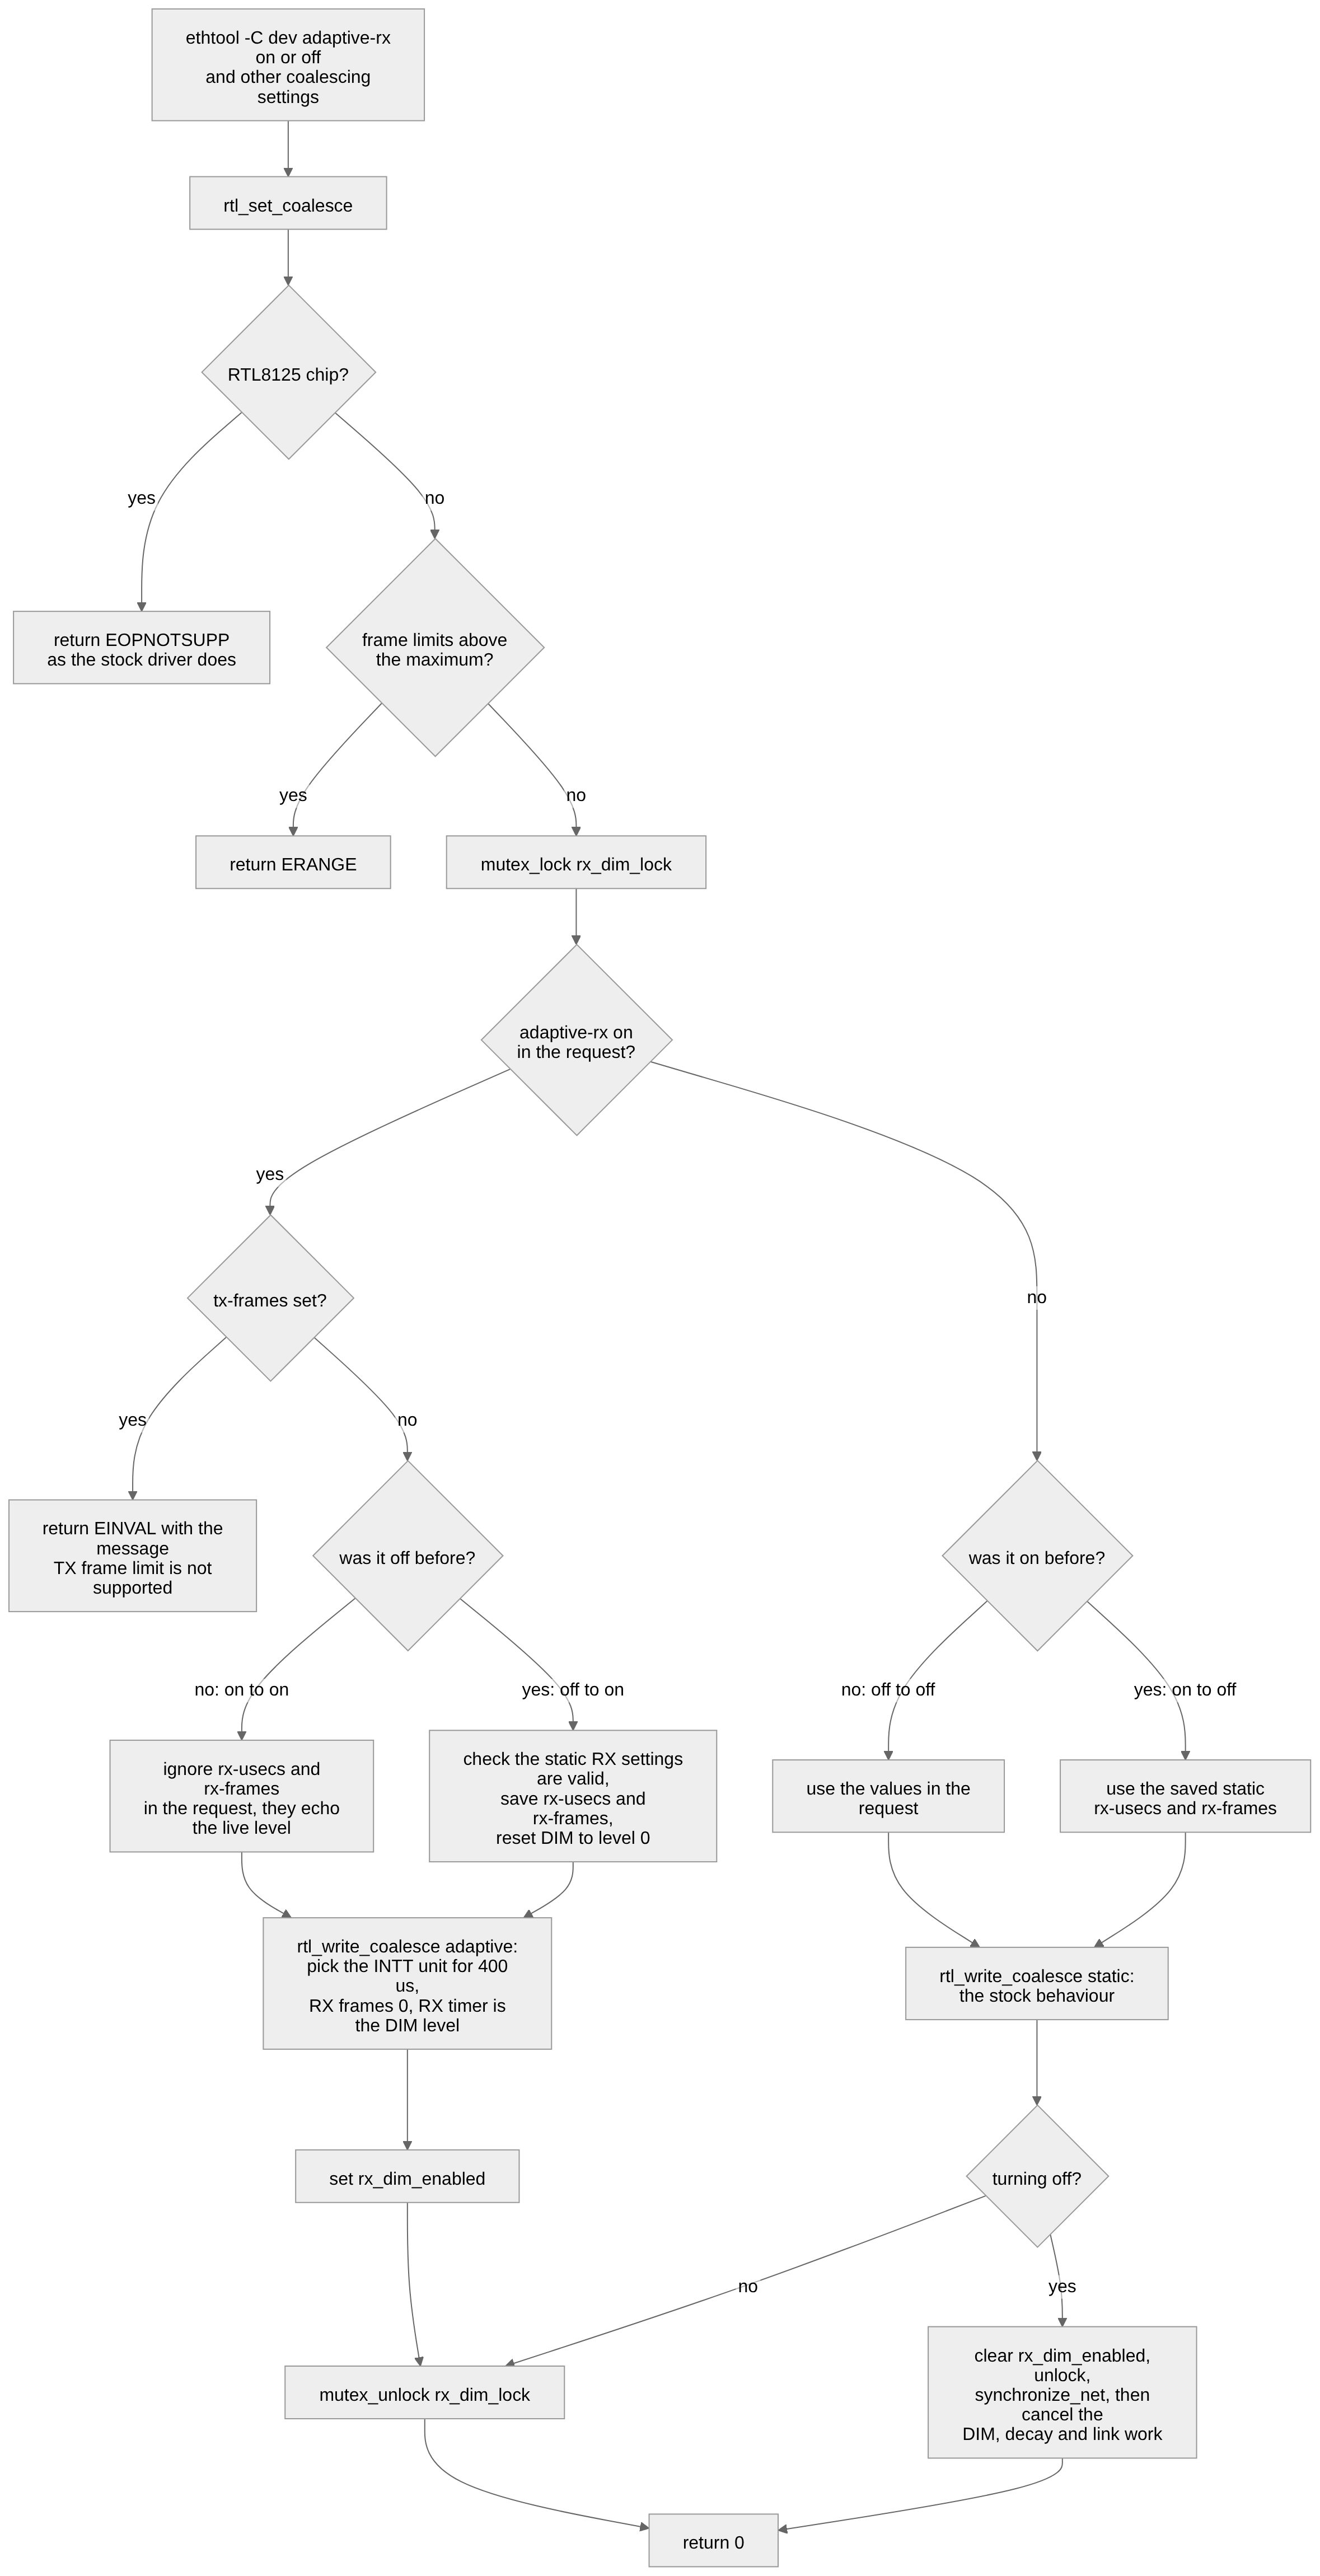 ethtool -C dev adaptive-rx
on or off
and other coalescing
settings
rtl_set_coalesce
RTL8125 chip?
yes
no
return EOPNOTSUPP
as the stock driver does
frame limits above
the maximum?
yes
no
return ERANGE
mutex_lock rx_dim_lock
adaptive-rx on
in the request?
yes
no
tx-frames set?
yes
no
return EINVAL with the
message
TX frame limit is not
supported
was it off before?
was it on before?
no: on to on
yes: off to on
no: off to off
yes: on to off
ignore rx-usecs and
rx-frames
in the request, they echo
the live level
check the static RX settings
are valid,
save rx-usecs and
rx-frames,
reset DIM to level 0
use the values in the
request
use the saved static
rx-usecs and rx-frames
rtl_write_coalesce adaptive:
pick the INTT unit for 400
us,
RX frames 0, RX timer is
the DIM level
rtl_write_coalesce static:
the stock behaviour
set rx_dim_enabled
turning off?
no
yes
mutex_unlock rx_dim_lock
clear rx_dim_enabled,
unlock,
synchronize_net, then
cancel the
DIM, decay and link work
return 0